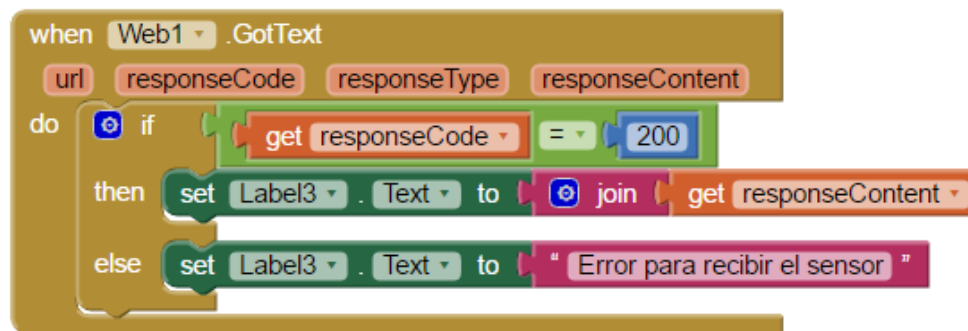 when Web1 .GotText
url responseCode responseType responseContent
do if get responseCode = 200
then set Label3 . Text to join get responseContent
else set Label3 . Text to " Error para recibir el sensor "